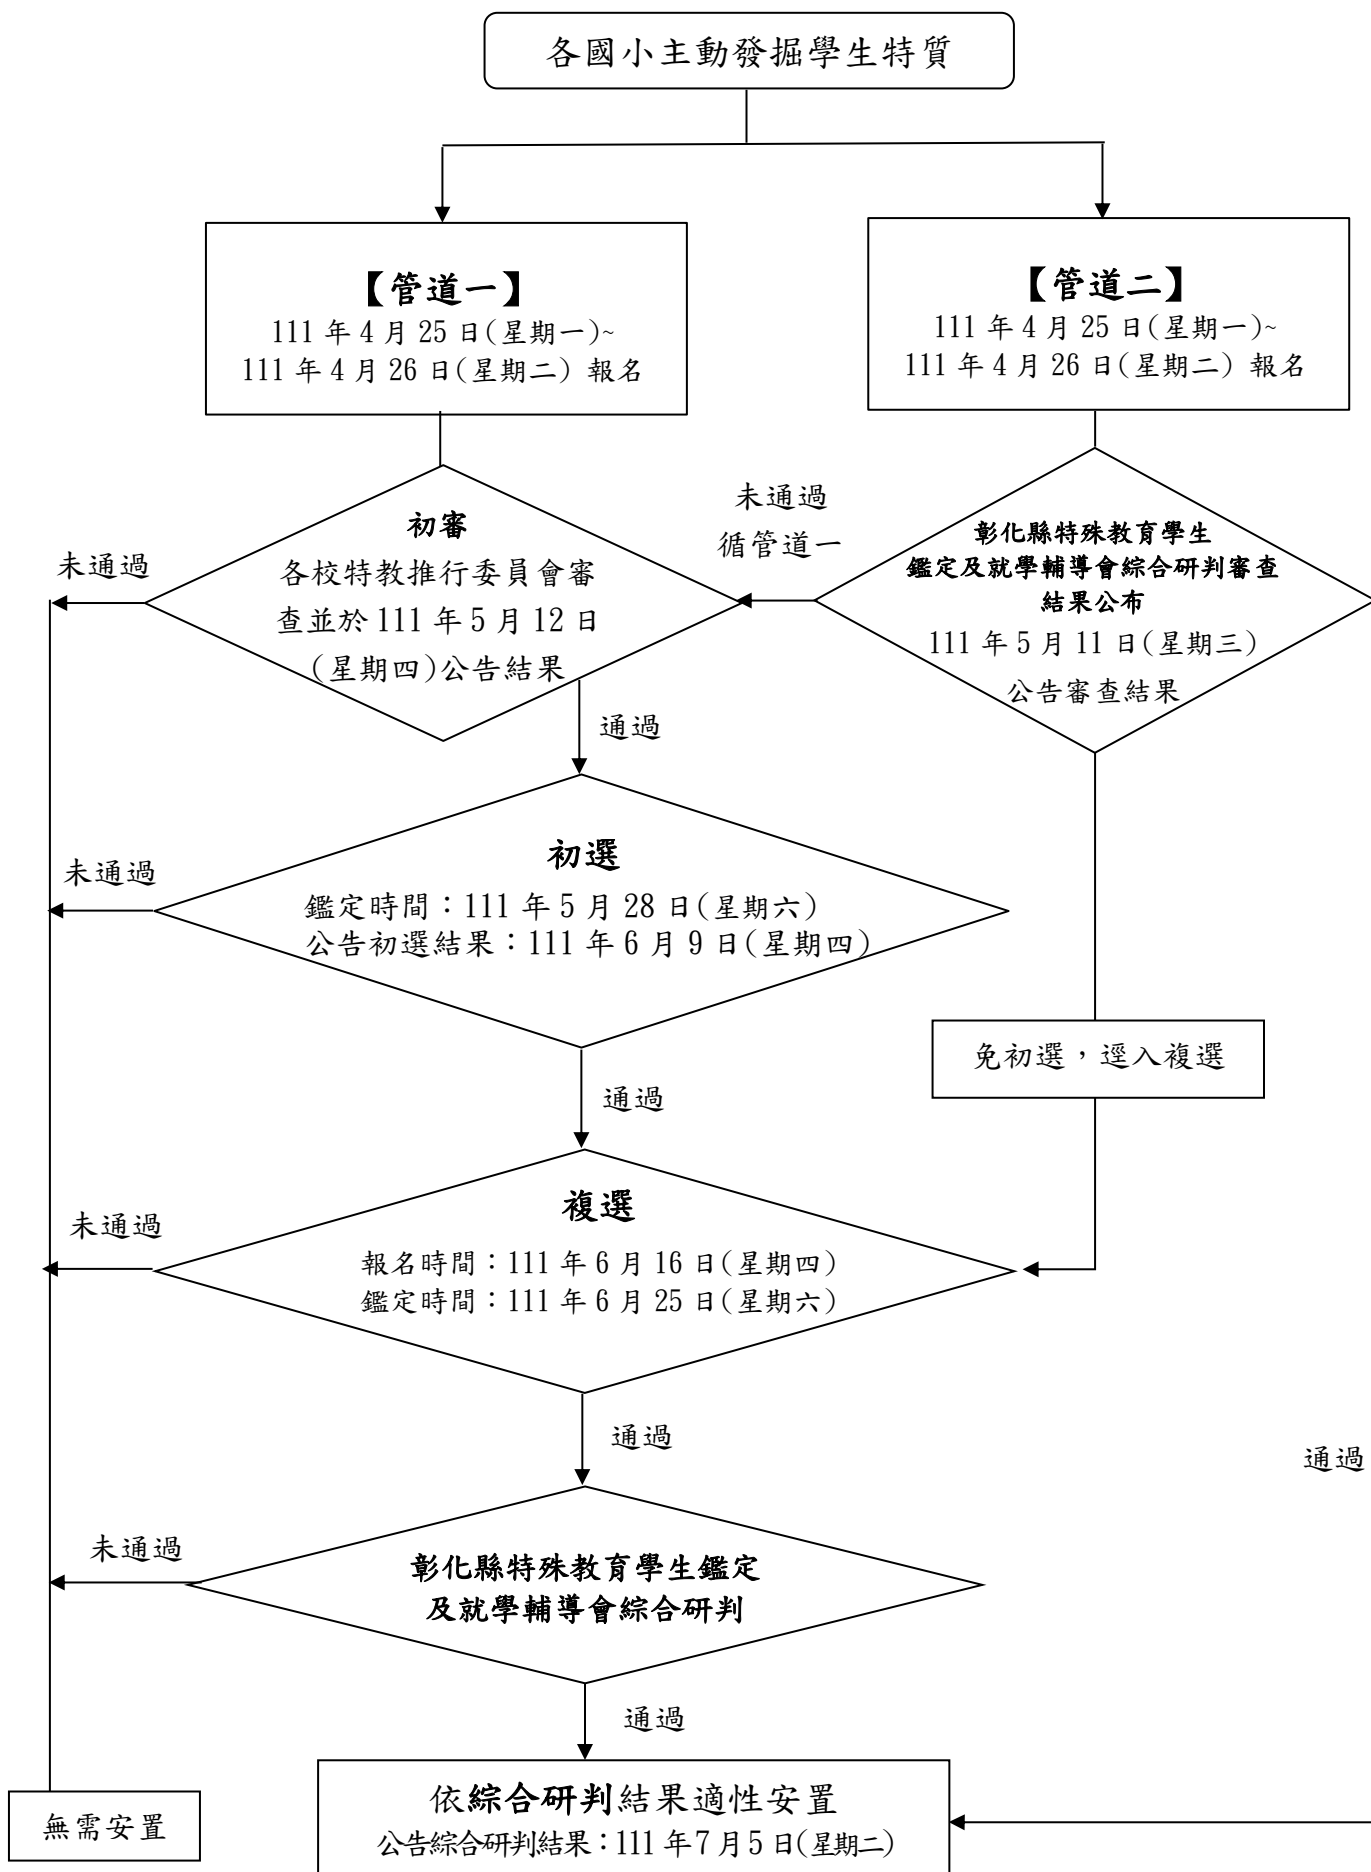 各國小主動發掘學生特質
【管道一】
111 年 4 月 25 日(星期一)~
111 年 4 月 26 日(星期二) 報名
【管道二】
111 年 4 月 25 日(星期一)~
111 年 4 月 26 日(星期二) 報名
初審
各校特教推行委員會審
查並於 111 年 5 月 12 日
(星期四)公告結果
未通過
未通過
循管道一
彰化縣特殊教育學生
鑑定及就學輔導會綜合研判審查
結果公布
111 年 5 月 11 日(星期三)
公告審查結果
通過
初選
鑑定時間：111 年 5 月 28 日(星期六)
公告初選結果：111 年 6 月 9 日(星期四)
未通過
免初選，逕入複選
通過
複選
報名時間：111 年 6 月 16 日(星期四)
鑑定時間：111 年 6 月 25 日(星期六)
未通過
通過
通過
彰化縣特殊教育學生鑑定
及就學輔導會綜合研判
未通過
通過
無需安置
依綜合研判結果適性安置
公告綜合研判結果：111 年 7 月 5 日(星期二)